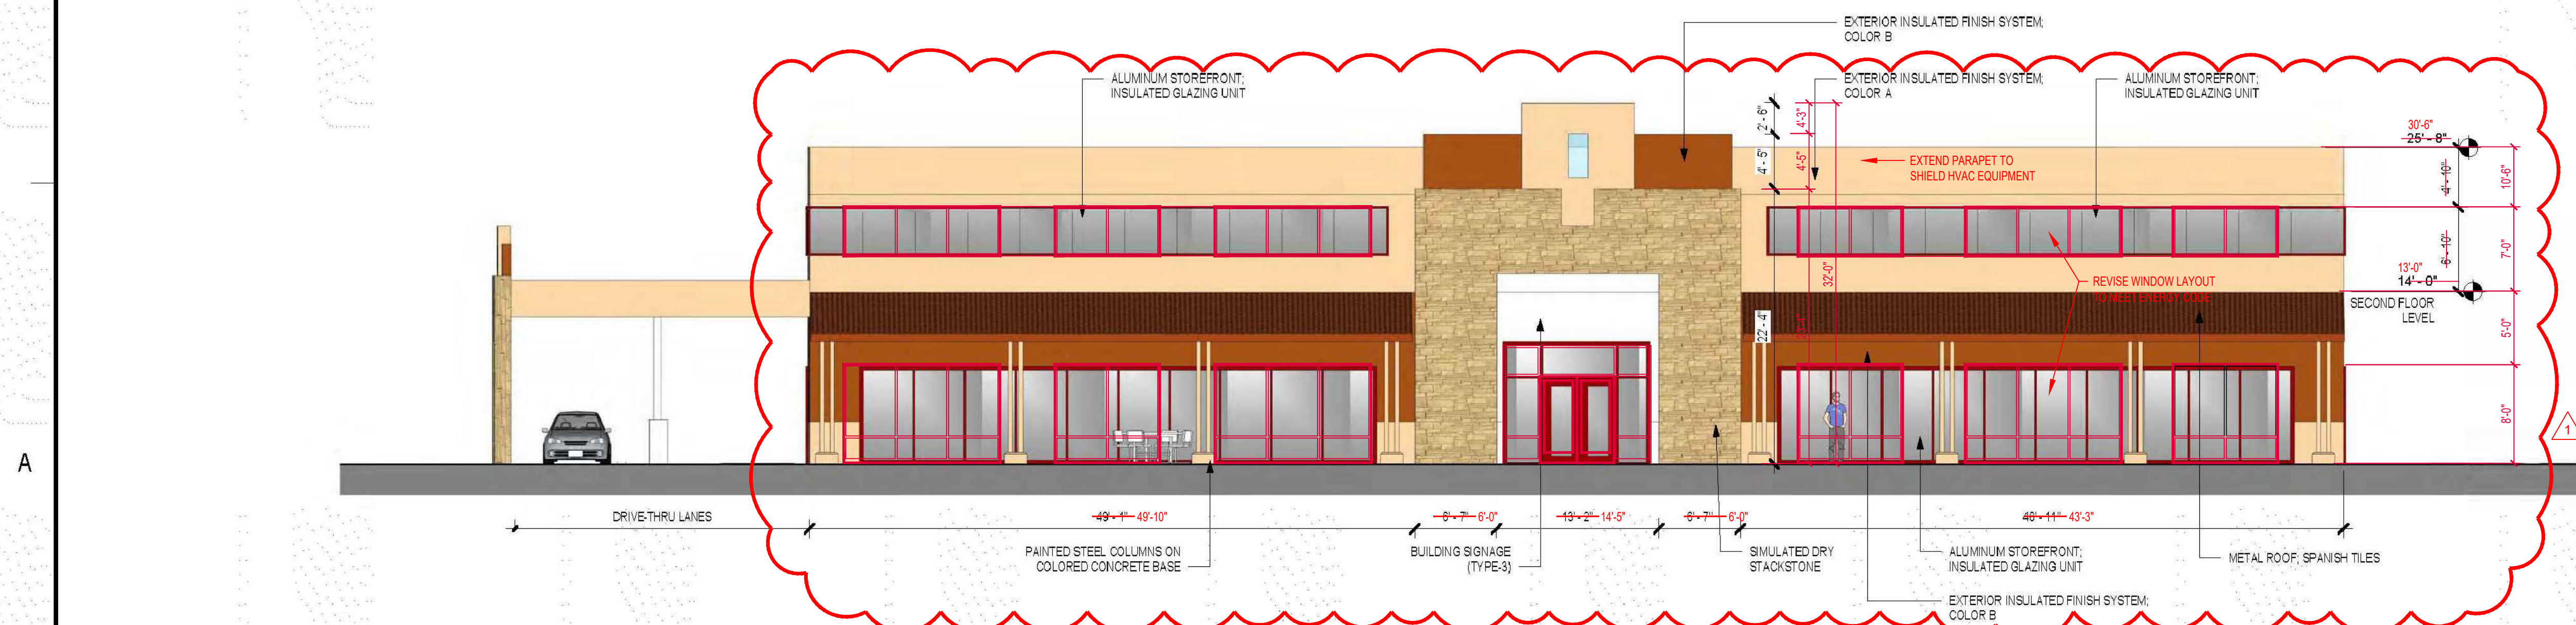 EXTERIOR INSULATED FINISH SYSTEM;
COLOR B
ALUMINUM STOREFRONT;
INSULATED GLAZING UNIT
EXTERIOR INSULATED FINISH SYSTEM;
COLOR A
ALUMINUM STOREFRONT;
INSULATED GLAZING UNIT
2' - 6"
4'-3"
4' - 5"
4'-5"
EXTEND PARAPET TO
SHIELD HVAC EQUIPMENT
30'-6"
25' - 8"
4' - 10"
10'-6"
32'-0"
6' - 10"
7'-0"
REVISE WINDOW LAYOUT
TO MEET ENERGY CODE
13'-0"
14' - 0"
SECOND FLOOR
LEVEL
22' - 4"
5'-0"
8'-0"
1
A
DRIVE-THRU LANES
49' - 1" 49'-10"
6' - 7" 6'-0"
13' - 2" 14'-5"
6' - 7" 6'-0"
48' - 11" 43'-3"
PAINTED STEEL COLUMNS ON
COLORED CONCRETE BASE
BUILDING SIGNAGE
(TYPE-3)
SIMULATED DRY
STACKSTONE
ALUMINUM STOREFRONT;
INSULATED GLAZING UNIT
METAL ROOF; SPANISH TILES
EXTERIOR INSULATED FINISH SYSTEM;
COLOR B